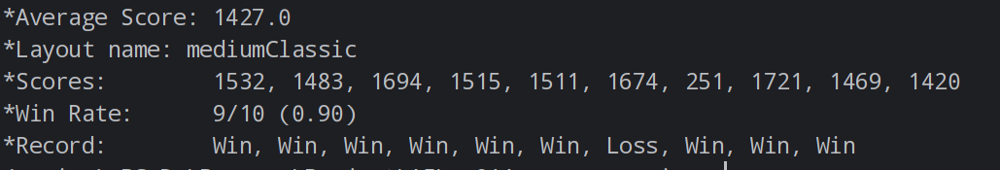 *Average Score: 1427.0
*Layout name: mediumClassic
*Scores: 1532, 1483, 1694, 1515, 1511, 1674, 251, 1721, 1469, 1420
*Win Rate: 9/10 (0.90)
*Record: Win, Win, Win, Win, Win, Win, Loss, Win, Win, Win